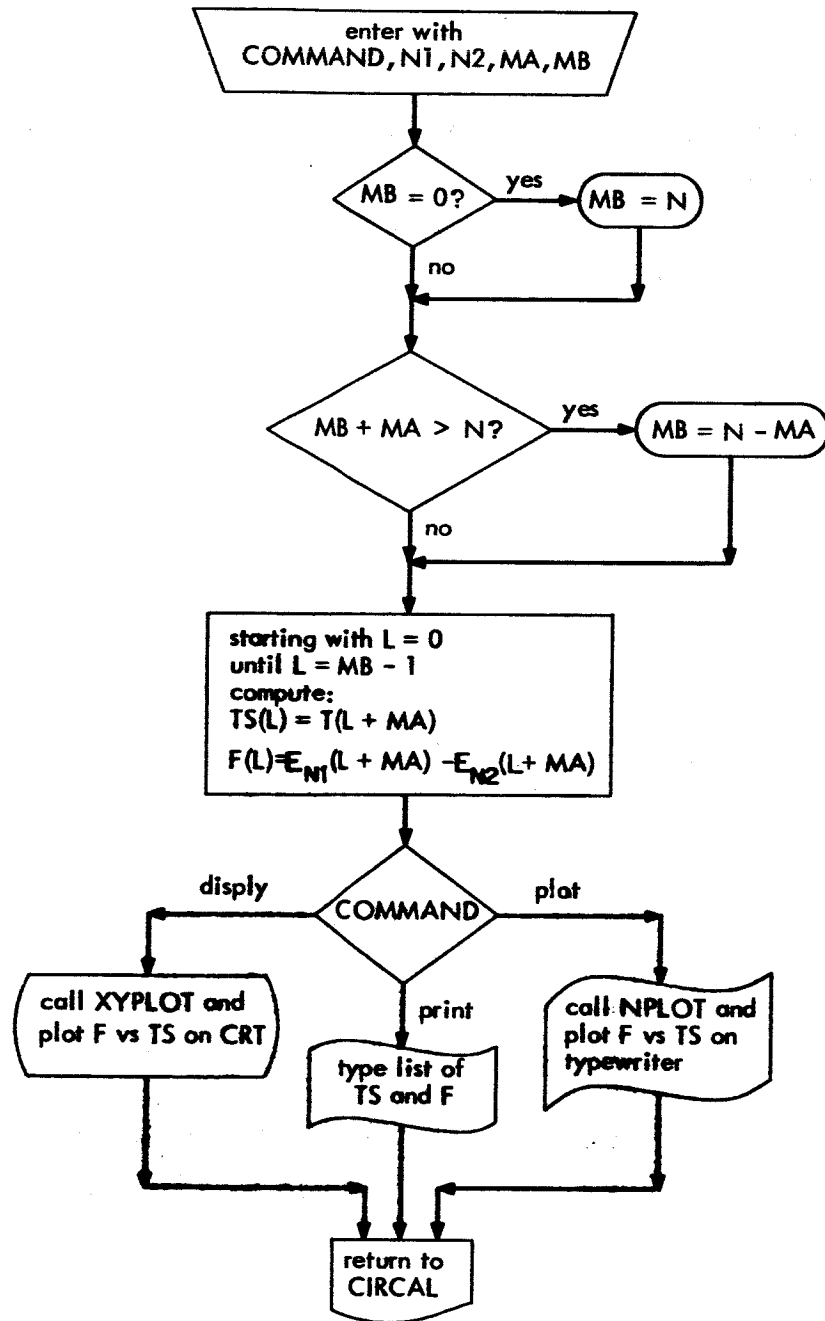 enter with
COMMAND, N1, N2, MA, MB
MB = 0?
yes
MB = N
no
MB + MA > N?
yes
MB = N - MA
no
starting with L = 0
until L = MB - 1
compute:
TS(L) = T(L + MA)
F(L)=E_N1(L + MA) -E_N2(L+ MA)
disply
COMMAND
plot
print
call XYPLOT and
plot F vs TS on CRT
type list of
TS and F
call NPLOT and
plot F vs TS on
typewriter
return to
CIRCAL